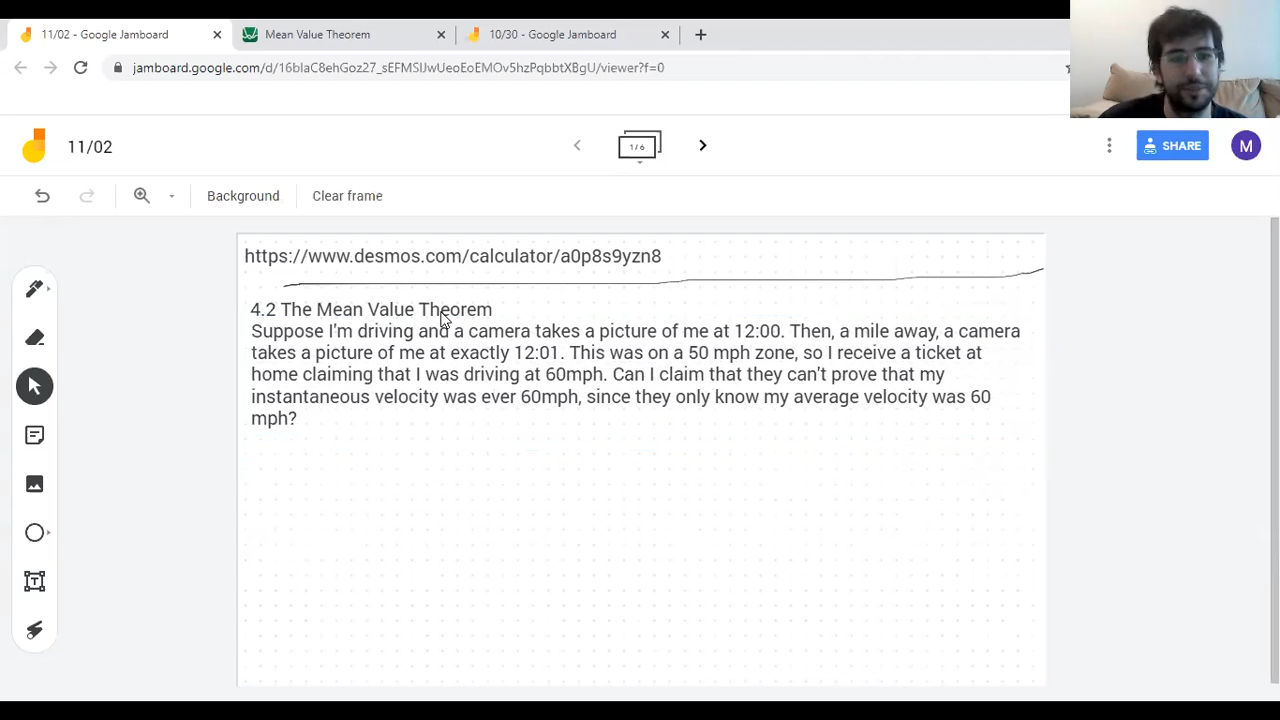 11/02 - Google Jamboard
Mean Value Theorem
10/30 - Google Jamboard
jamboard.google.com/d/16blaC8ehGoz27_sEFMSIJwUeoEoEMOv5hzPqbbtXBgU/viewer?f=0
11/02
1/6
SHARE
M
Background
Clear frame
https://www.desmos.com/calculator/a0p8s9yzn8
4.2 The Mean Value Theorem
Suppose I'm driving and a camera takes a picture of me at 12:00. Then, a mile away, a camera
takes a picture of me at exactly 12:01. This was on a 50 mph zone, so I receive a ticket at
home claiming that I was driving at 60mph. Can I claim that they can't prove that my
instantaneous velocity was ever 60mph, since they only know my average velocity was 60
mph?